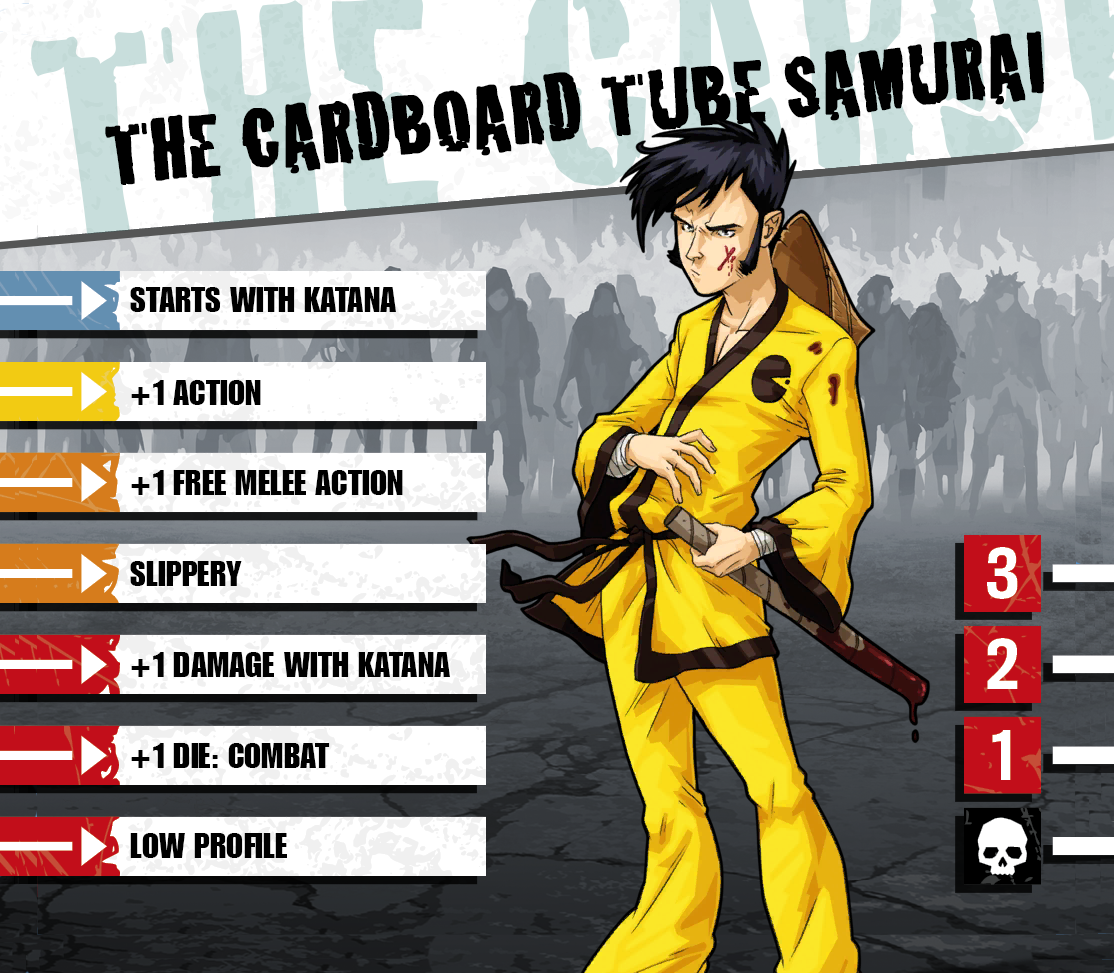 THE CARDBOARD TUBE SAMURAI
STARTS WITH KATANA
+1 ACTION
+1 FREE MELEE ACTION
SLIPPERY
+1 DAMAGE WITH KATANA
+1 DIE: COMBAT
LOW PROFILE
3
2
1